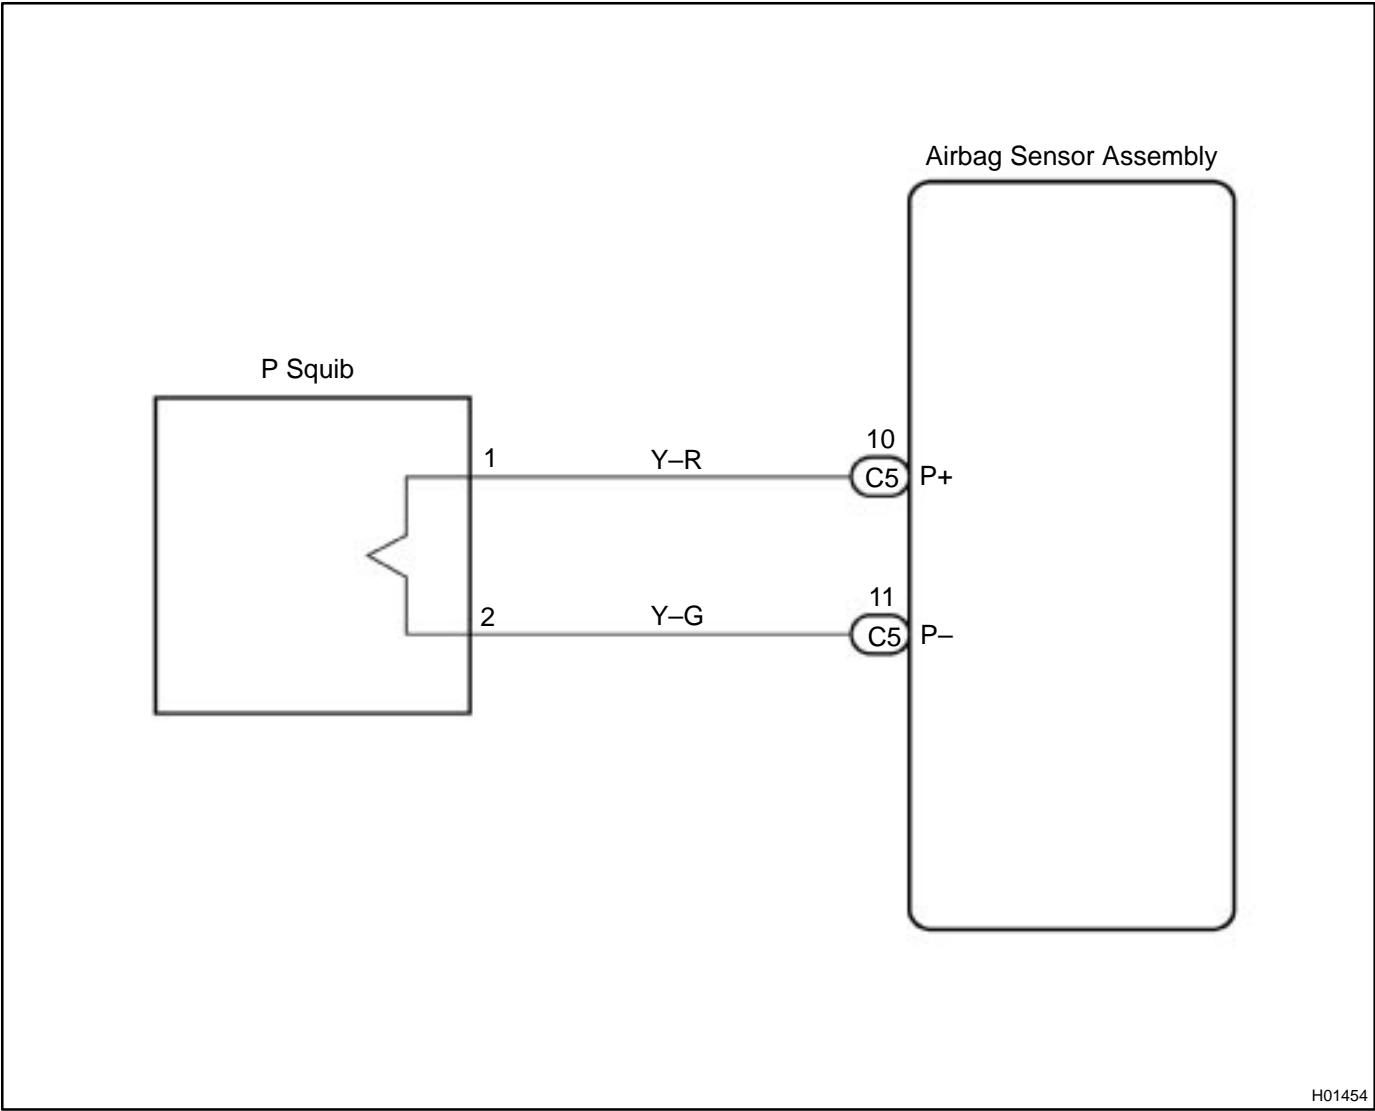 Airbag Sensor Assembly
P Squib
1 Y–R 10 C5 P+
2 Y–G 11 C5 P–
H01454